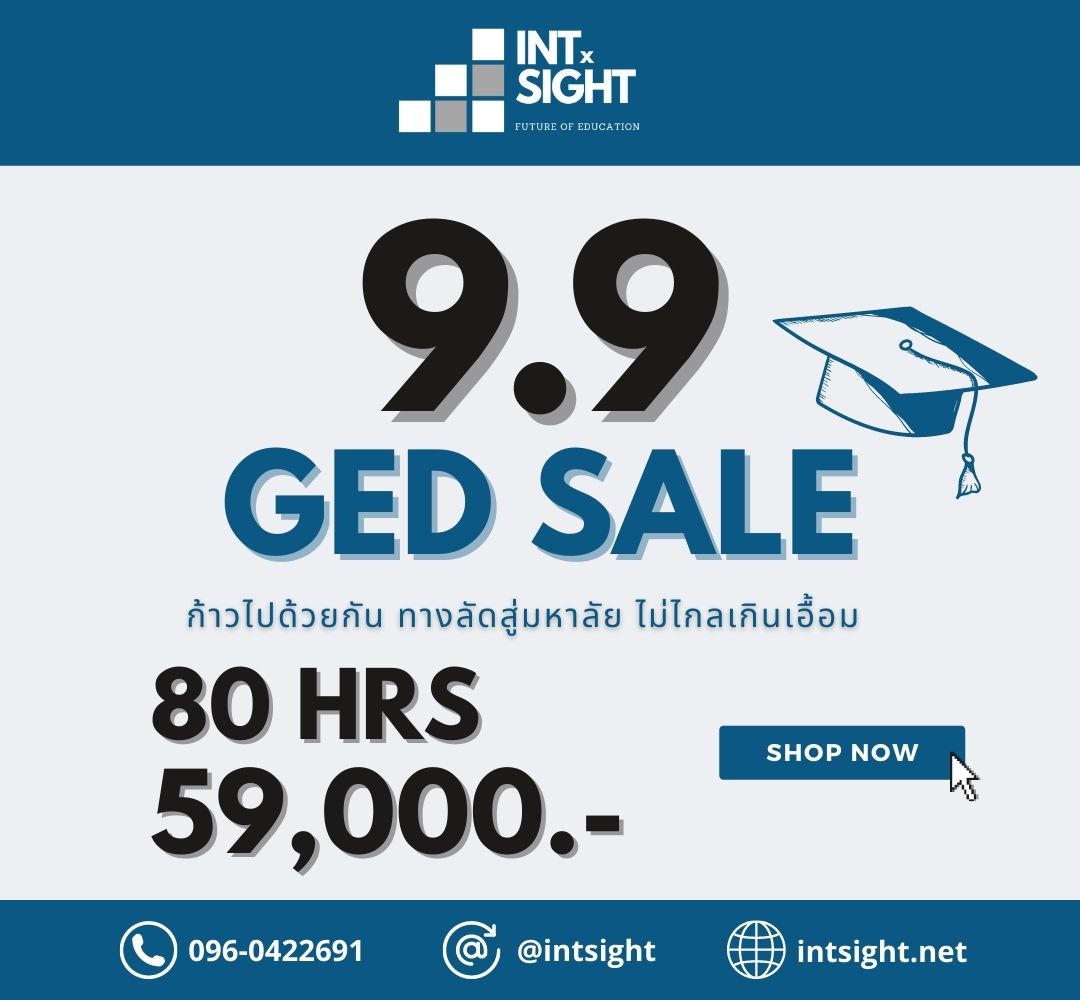 INTx
SIGHT
FUTURE OF EDUCATION
9.9
GED SALE
ก้าวไปด้วยกัน ทางลัดสู่มหาลัย ไม่ไกลเกินเอื้อม
80 HRS
59,000.-
SHOP NOW
096-0422691
@intsight
intsight.net